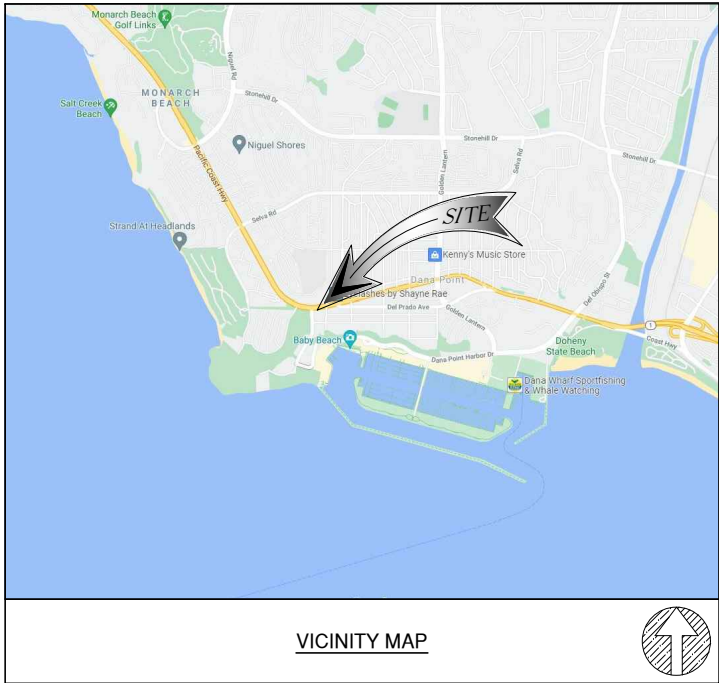 Monarch Beach
Golf Links
Niguel Rd
MONARCH
BEACH
Stonehill Dr
Salt Creek
Beach
Niguel Shores
Stonehill Dr
Stonehill Dr
Selva Rd
Golden Lantern
Pacific Coast Hwy
Selva Rd
SITE
Strand At Headlands
Kenny's Music Store
Dana Point
yelashes by Shayne Rae
Del Prado Ave
Golden Lantern
Del Obispo St
1
Coast Hwy
Baby Beach
Doheny
State Beach
Dana Point Harbor Dr
Dana Wharf Sportfishing
& Whale Watching
VICINITY MAP